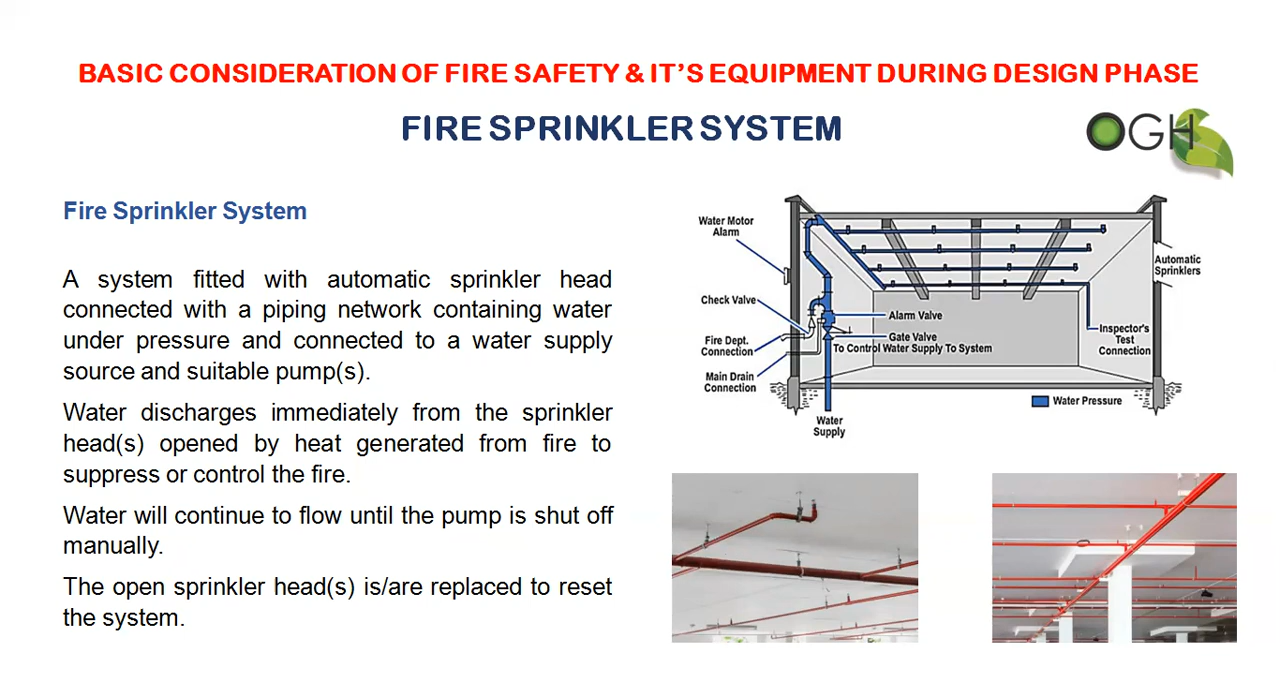 BASIC CONSIDERATION OF FIRE SAFETY & IT'S EQUIPMENT DURING DESIGN PHASE
FIRE SPRINKLER SYSTEM
OGH
Fire Sprinkler System
A system fitted with automatic sprinkler head
connected with a piping network containing water
under pressure and connected to a water supply
source and suitable pump(s).
Water discharges immediately from the sprinkler
head(s) opened by heat generated from fire to
suppress or control the fire.
Water will continue to flow until the pump is shut off
manually.
The open sprinkler head(s) is/are replaced to reset
the system.
Water Motor
Alarm
Check Valve
Fire Dept.
Connection
Main Drain
Connection
Alarm Valve
Gate Valve
To Control Water Supply To System
Water
Supply
Automatic
Sprinklers
Inspector's
Test
Connection
Water Pressure